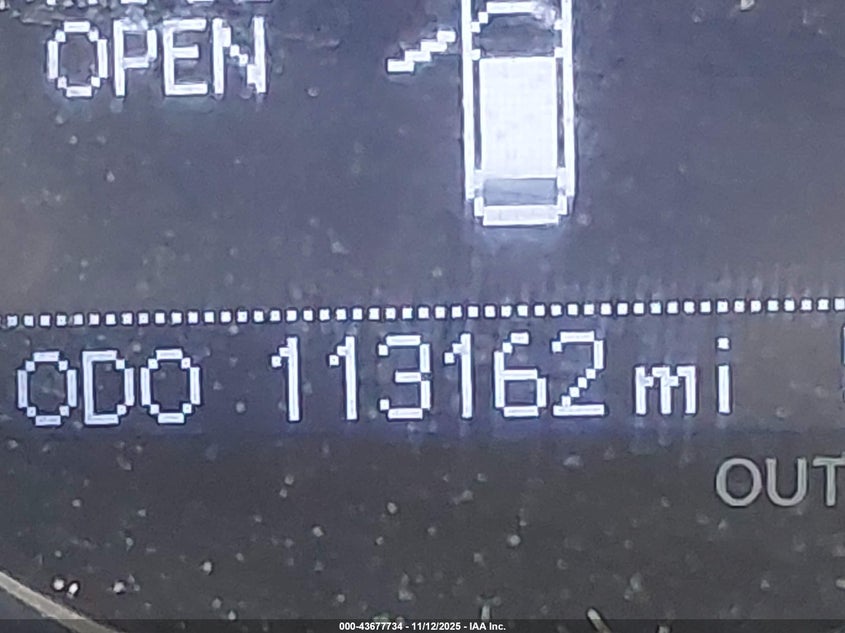 OPEN
ODO 113162 mi
OUT
000-43677734 - 11/12/2025 - IAA Inc.